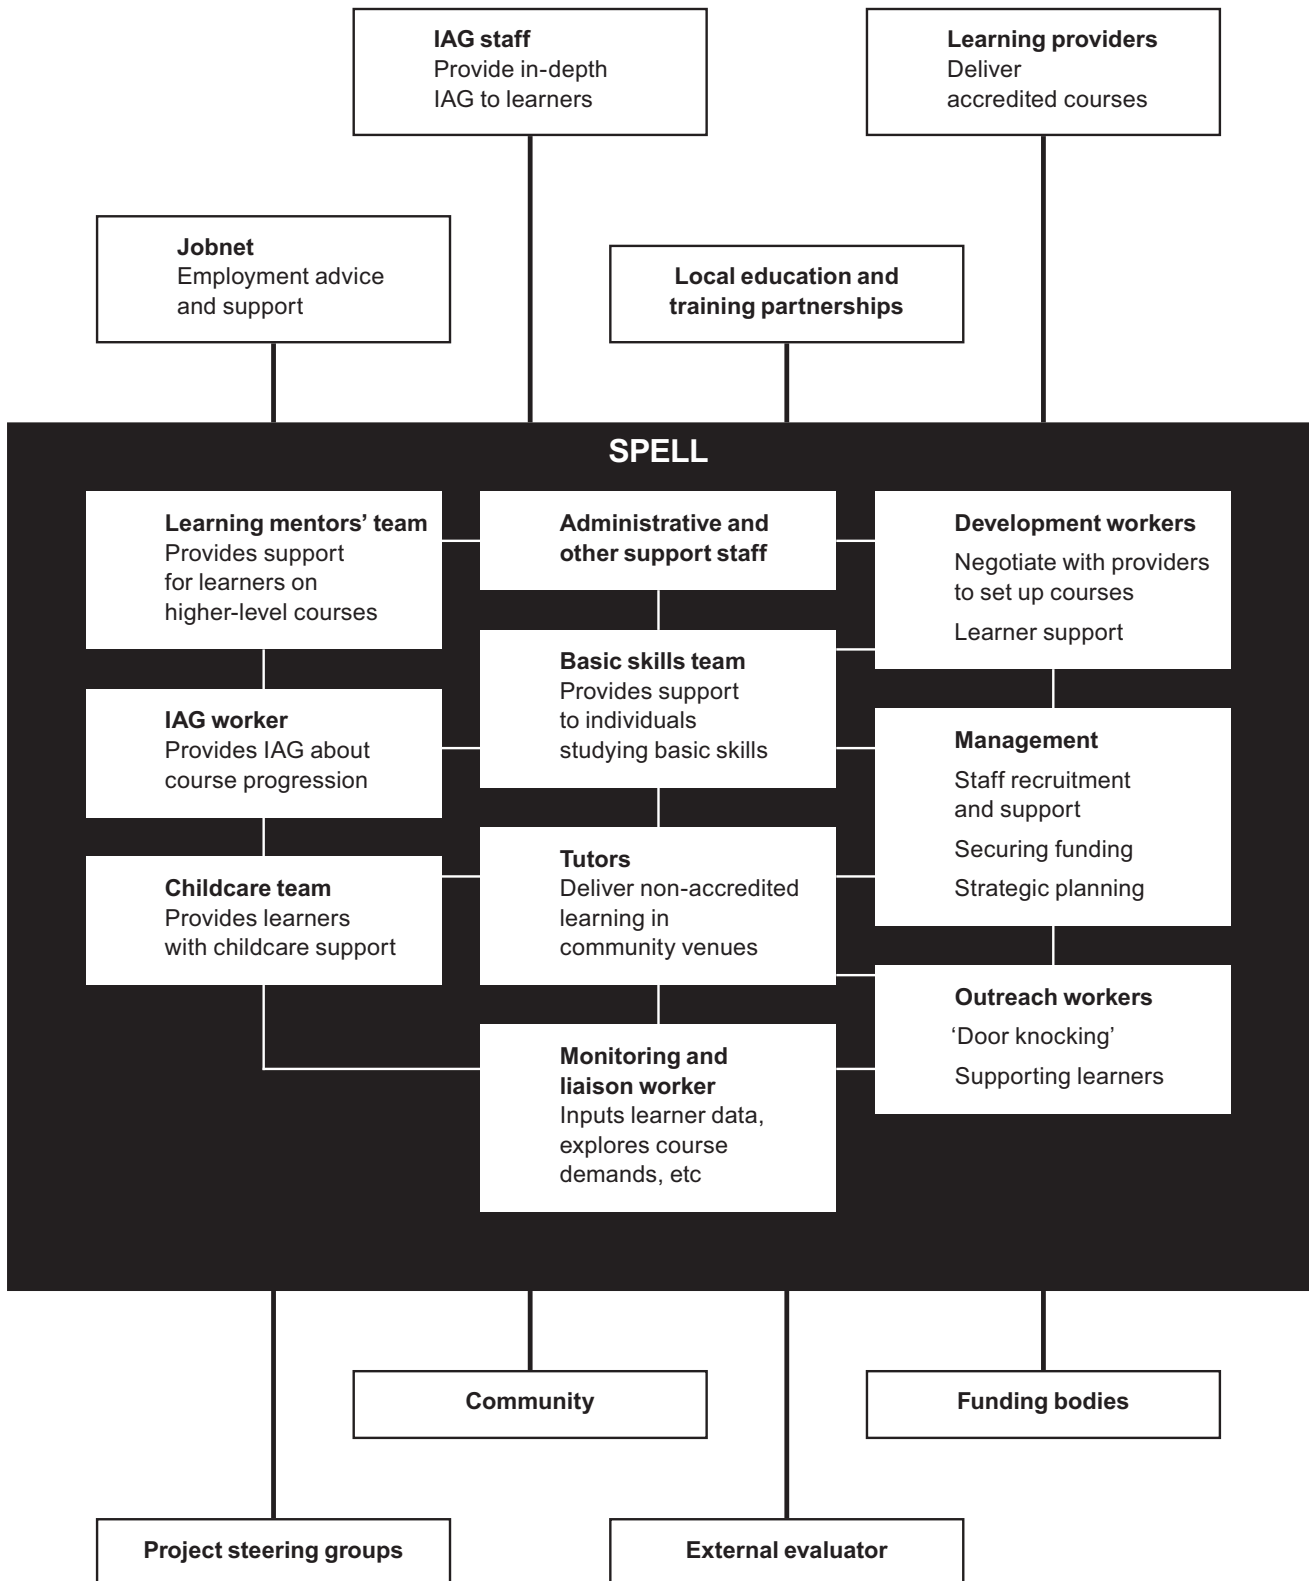 IAG staff
Provide in-depth
IAG to learners
Learning providers
Deliver
accredited courses
Jobnet
Employment advice
and support
Local education and
training partnerships
SPELL
Learning mentors’ team
Provides support
for learners on
higher-level courses
Administrative and
other support staff
Development workers
Negotiate with providers
to set up courses
Learner support
IAG worker
Provides IAG about
course progression
Basic skills team
Provides support
to individuals
studying basic skills
Management
Staff recruitment
and support
Securing funding
Strategic planning
Childcare team
Provides learners
with childcare support
Tutors
Deliver non-accredited
learning in
community venues
Outreach workers
‘Door knocking’
Supporting learners
Monitoring and
liaison worker
Inputs learner data,
explores course
demands, etc
Community
Funding bodies
Project steering groups
External evaluator